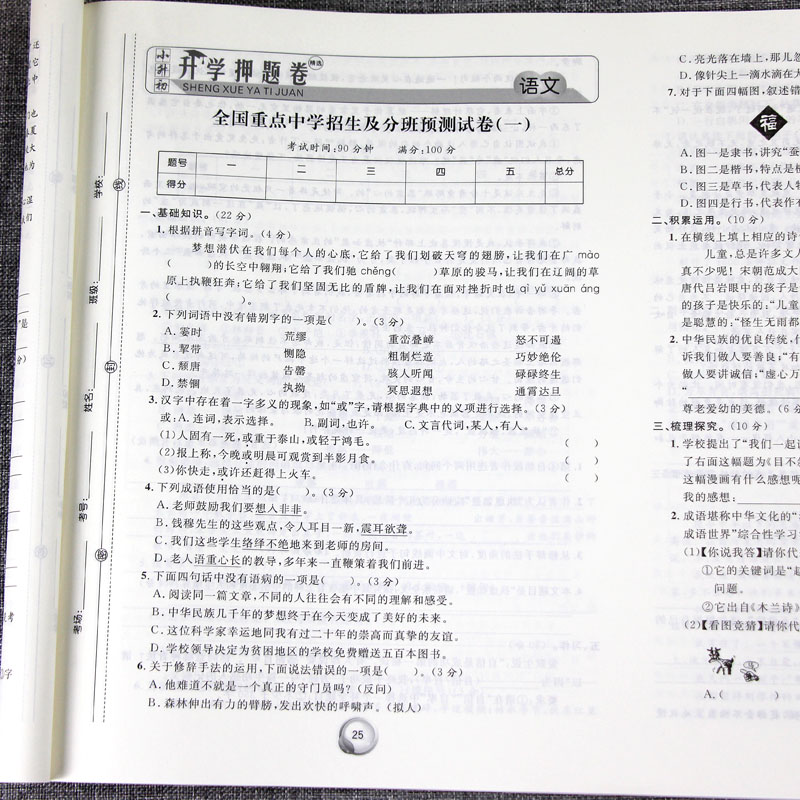 小升初
升学押题卷
精选
SHENG XUE YA TI JUAN
语文
全国重点中学招生及分班预测试卷(一)
考试时间:90分钟 满分:100分
题号 一 二 三 四 五 总分
得分
一、基础知识。(22分)
1.根据拼音写字词。(4分)
梦想潜伏在我们每个人的心底,它给了我们划破天穹的翅膀,让我们在广 mào
( )的长空中翱翔;它给了我们驰 chěng( )草原的骏马,让我们在辽阔的草
原上执鞭狂奔;它给了我们坚固无比的盾牌,让我们在面对挫折时也 qì yǔ xuān áng
( )。
2.下列词语中没有错别字的一项是( )。(3分)
A.霎时 荒缪 重峦叠嶂 怒不可遏
B.挈带 恻隐 粗制烂造 巧妙绝伦
C.颓唐 告罄 骇人听闻 碌碌终生
D.禁锢 执拗 冥思遐想 通霄达旦
3.汉字中存在着一字多义的现象,如“或”字,请根据字典中的义项进行选择。(3分)
或:A.连词,表示选择。 B.副词,也许。 C.文言代词,某人,有人。
(1)人固有一死,或重于泰山,或轻于鸿毛。 ( )
(2)报上称,今晚或明晨可观赏到半影月食。 ( )
(3)你快走,或许还赶得上火车。 ( )
4.下列成语使用恰当的是( )。(3分)
A.老师鼓励我们要想入非非。
B.钱穆先生的这些观点,令人耳目一新,震耳欲聋。
C.我们这些学生络绎不绝地来到老师的房间。
D.老人语重心长的教导,多年来一直鞭策着我们前进。
5.下面四句话中没有语病的一项是( )。(3分)
A.阅读同一篇文章,不同的人往往会有不同的理解和感受。
B.中华民族几千年的梦想终于在今天变成了美好的未来。
C.这位科学家幸运地同我有过二十年的崇高而真挚的友谊。
D.学校领导决定为贫困地区的学校免费赠送五百本图书。
6.关于修辞手法的运用,下面说法错误的一项是( )。(3分)
A.他难道不就是一个真正的守门员吗?(反问)
B.森林伸出有力的臂膀,发出欢快的呼啸声。(拟人)
25
学校:
班级:
姓名:
考号:
考场:
线
封
密
C.亮光落在墙上,那儿忽
D.像针尖上一滴水滴在大
7.对于下面四幅图,叙述错
福
A.图一是隶书,讲究“蚕
B.图二是楷书,特点是横
C.图三是草书,代表人物
D.图四是行书,代表作有
二、积累运用。(10分)
1.在横线上填上相应的诗
儿童,总是许多文人
真不少呢!宋朝范成大
唐代吕岩眼中的孩子是
的孩子是快乐的:“儿童
是聪慧的:“怪生无雨都
2.中华民族的优良传统,代
诉我们做人要善良;“有
要做人讲诚信;“虚心万
“
尊老爱幼的美德。(6分
三、梳理探究。(10分)
1.学校提出了“我们一起读
了右面这幅题为《目不
这幅漫画有什么感想呢
我的感想:
2.成语堪称中华文化的“
成语世界”综合性学习
(1)【你说我答】请你代
①它的关键词是“起
问题。
②它出自《木兰诗》
(2)【看图竞猜】请你代
A.( )